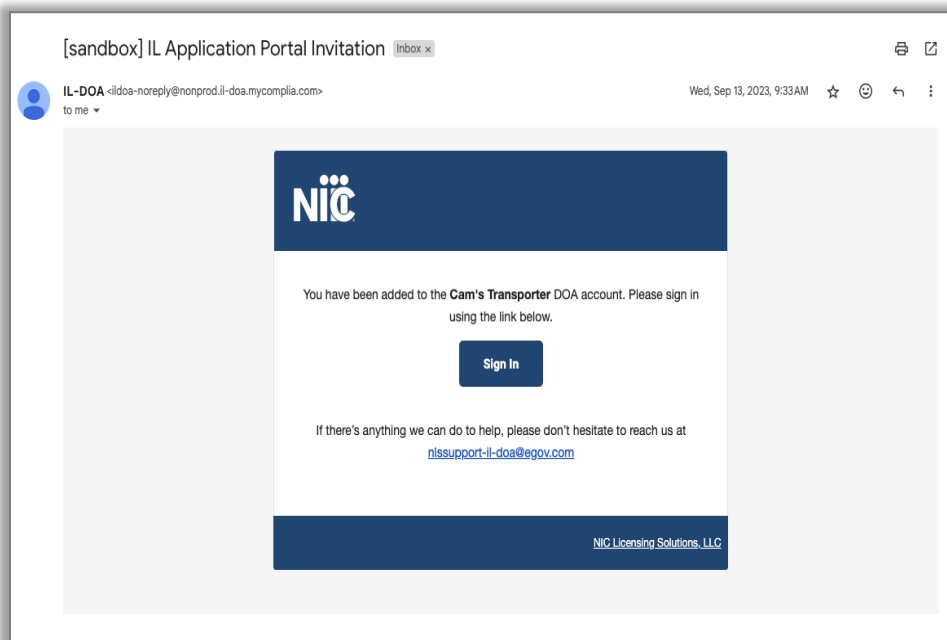 [sandbox] IL Application Portal Invitation Inbox ×
IL-DOA <ildoa-noreply@nonprod.il-doa.mycomplia.com>
Wed, Sep 13, 2023, 9:33 AM
to me
NIC
You have been added to the Cam's Transporter DOA account. Please sign in
using the link below.
Sign In
If there's anything we can do to help, please don't hesitate to reach us at
nlssupport-il-doa@egov.com
NIC Licensing Solutions, LLC